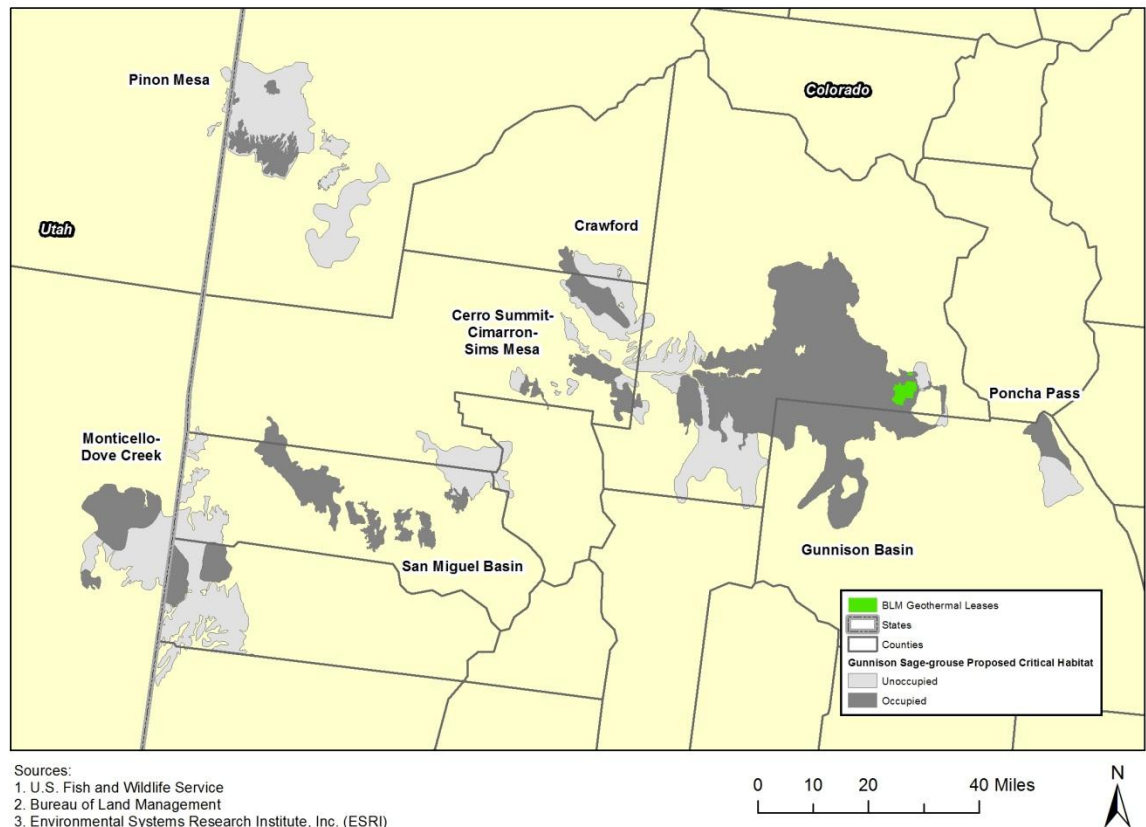 Pinon Mesa
Colorado
Utah
Crawford
Cerro Summit-
Cimarron-
Sims Mesa
Poncha Pass
Monticello-
Dove Creek
San Miguel Basin
Gunnison Basin
BLM Geothermal Leases
States
Counties
Gunnison Sage-grouse Proposed Critical Habitat
Unoccupied
Occupied
Sources:
1. U.S. Fish and Wildlife Service
2. Bureau of Land Management
3. Environmental Systems Research Institute, Inc. (ESRI)
0 10 20 40 Miles
N